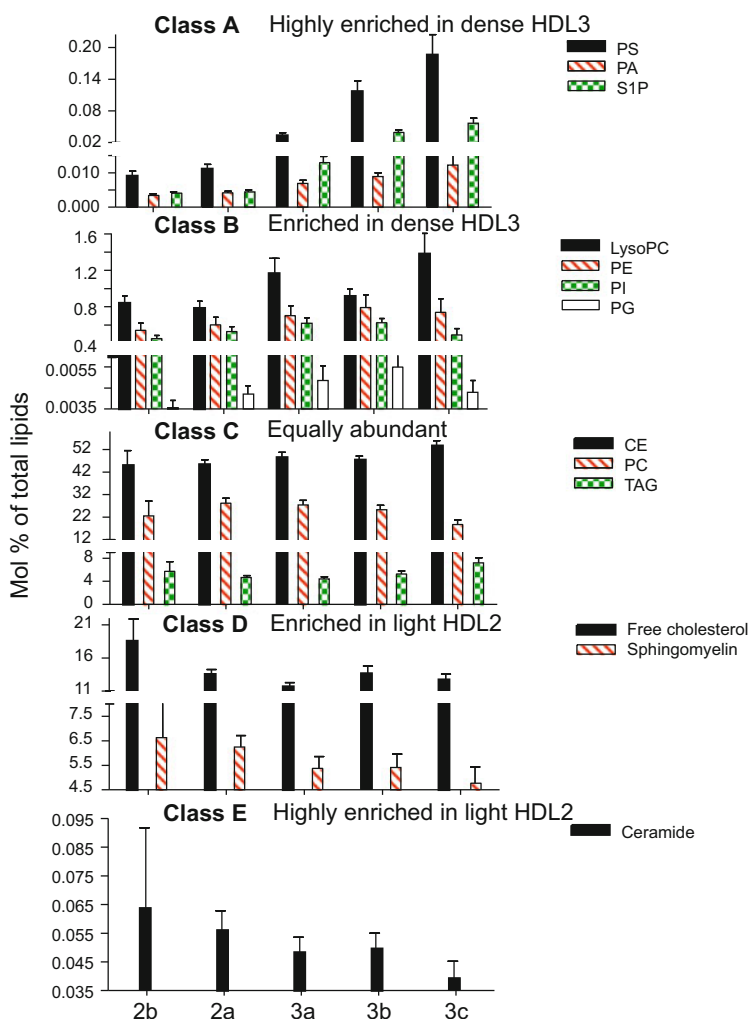 Class A Highly enriched in dense HDL3
0.20
0.14
0.08
0.02
0.010
0.000
PS
PA
S1P
Class B Enriched in dense HDL3
1.6
1.2
0.8
0.4
0.0055
0.0035
LysoPC
PE
PI
PG
Class C Equally abundant
52
42
32
22
12
8
4
0
CE
PC
TAG
Mol % of total lipids
Class D Enriched in light HDL2
21
16
11
7.5
6.5
5.5
4.5
Free cholesterol
Sphingomyelin
Class E Highly enriched in light HDL2
0.095
0.085
0.075
0.065
0.055
0.045
0.035
Ceramide
2b 2a 3a 3b 3c